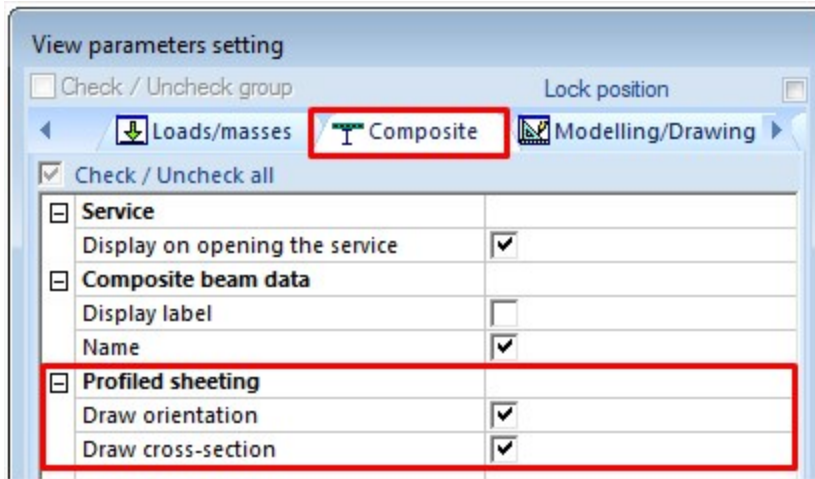 View parameters setting
Check / Uncheck group Lock position
Loads/masses Composite Modelling/Drawing
Check / Uncheck all
Service
Display on opening the service
Composite beam data
Display label
Name
Profiled sheeting
Draw orientation
Draw cross-section